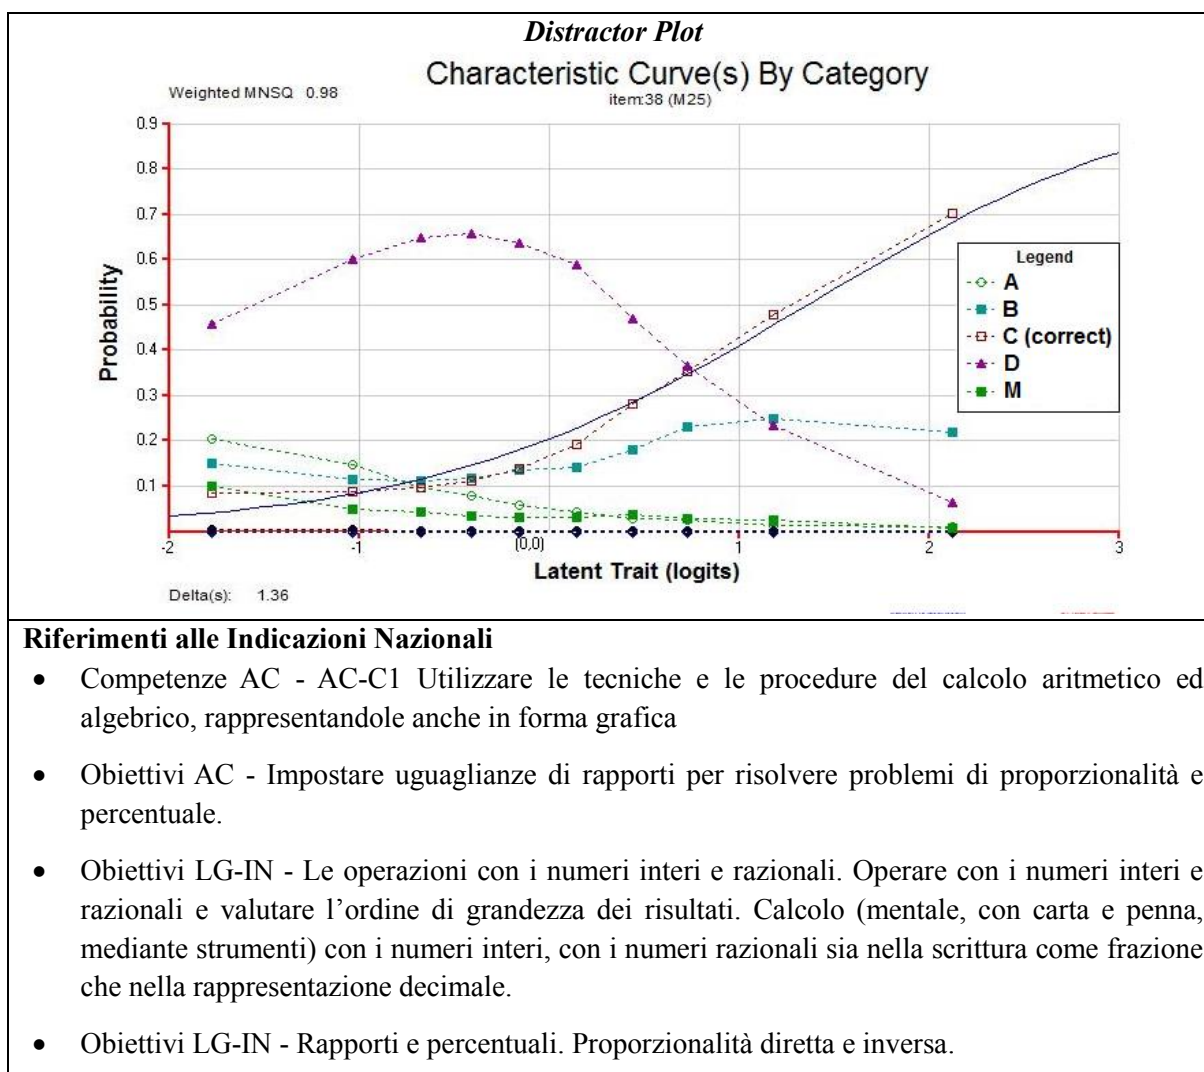 Distractor Plot
Characteristic Curve(s) By Category
Weighted MNSQ 0.98
item:38 (M25)
0.9
0.8
0.7
0.6
0.5
0.4
0.3
0.2
0.1
Probability
Legend
A
B
C (correct)
D
M
-2
-1
(0,0)
1
2
3
Latent Trait (logits)
Delta(s): 1.36
Riferimenti alle Indicazioni Nazionali
• Competenze AC - AC-C1 Utilizzare le tecniche e le procedure del calcolo aritmetico ed
algebrico, rappresentandole anche in forma grafica
• Obiettivi AC - Impostare uguaglianze di rapporti per risolvere problemi di proporzionalità e
percentuale.
• Obiettivi LG-IN - Le operazioni con i numeri interi e razionali. Operare con i numeri interi e
razionali e valutare l’ordine di grandezza dei risultati. Calcolo (mentale, con carta e penna,
mediante strumenti) con i numeri interi, con i numeri razionali sia nella scrittura come frazione
che nella rappresentazione decimale.
• Obiettivi LG-IN - Rapporti e percentuali. Proporzionalità diretta e inversa.